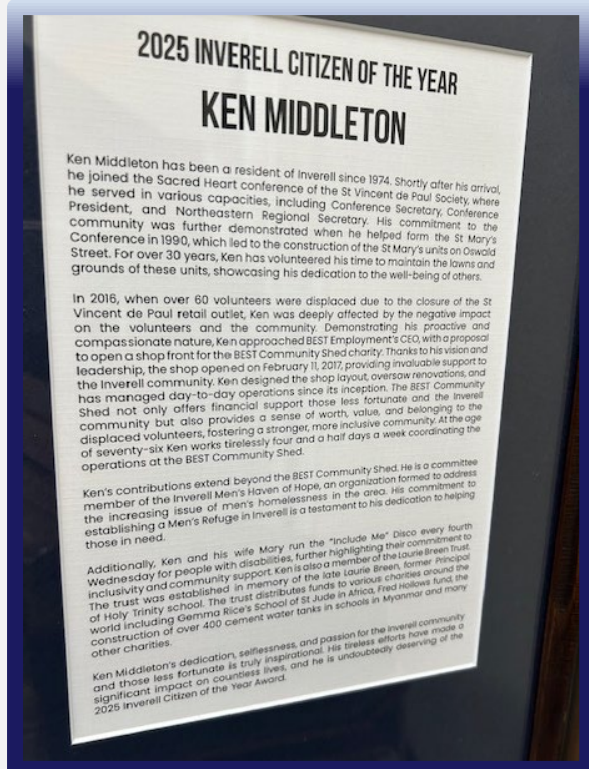 2025 INVERELL CITIZEN OF THE YEAR
KEN MIDDLETON
Ken Middleton has been a resident of Inverell since 1974. Shortly after his arrival,
he joined the Sacred Heart conference of the St Vincent de Paul Society, where
he served in various capacities, including Conference Secretary, Conference
President, and Northeastern Regional Secretary. His commitment to the
community was further demonstrated when he helped form the St Mary's
Conference in 1990, which led to the construction of the St Mary's units on Oswald
Street. For over 30 years, Ken has volunteered his time to maintain the lawns and
grounds of these units, showcasing his dedication to the well-being of others.
In 2016, when over 60 volunteers were displaced due to the closure of the St
Vincent de Paul retail outlet, Ken was deeply affected by the negative impact
on the volunteers and the community. Demonstrating his proactive and
compassionate nature, Ken approached BEST Employment's CEO, with a proposal
to open a shop front for the BEST Community Shed charity. Thanks to his vision and
leadership, the shop opened on February 11, 2017, providing invaluable support to
the Inverell community. Ken designed the shop layout, oversaw renovations, and
has managed day-to-day operations since its inception. The BEST Community
Shed not only offers financial support those less fortunate and the Inverell
community but also provides a sense of worth, value, and belonging to the
displaced volunteers, fostering a stronger, more inclusive community. At the age
of seventy-six Ken works tirelessly four and a half days a week coordinating the
operations at the BEST Community Shed.
Ken's contributions extend beyond the BEST Community Shed. He is a committee
member of the Inverell Men's Haven of Hope, an organization formed to address
the increasing issue of men's homelessness in the area. His commitment to
establishing a Men's Refuge in Inverell is a testament to his dedication to helping
those in need.
Additionally, Ken and his wife Mary run the "Include Me" Disco every fourth
Wednesday for people with disabilities, further highlighting their commitment to
inclusivity and community support. Ken is also a member of the Laurie Breen Trust.
The trust was established in memory of the late Laurie Breen, former Principal
of Holy Trinity school. The trust distributes funds to various charities around the
world including Gemma Rice's School of St Jude in Africa, Fred Hollows fund, the
construction of over 400 cement water tanks in schools in Myanmar and many
other charities.
Ken Middleton's dedication, selflessness, and passion for the Inverell community
and those less fortunate is truly inspirational. His tireless efforts have made a
significant impact on countless lives, and he is undoubtedly deserving of the
2025 Inverell Citizen of the Year Award.